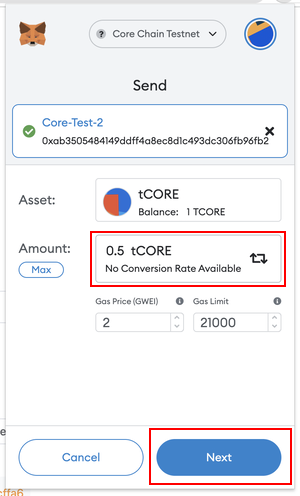 ? Core Chain Testnet
Send
Core-Test-2
0xab3505484149ddff4a8ec8d1c493dc306fb96fb2
Asset:
tCORE
Balance: 1 TCORE
Amount:
0.5 tCORE
Max
No Conversion Rate Available
Gas Price (GWEI) i Gas Limit i
2 21000
e
Cancel Next
cffa6